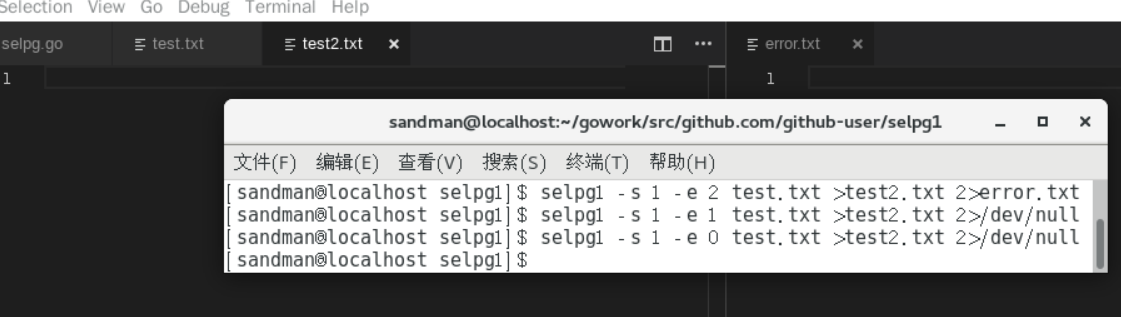 Selection View Go Debug Terminal Help
selpg.go test.txt test2.txt × ··· error.txt ×
1 1
sandman@localhost:~/gowork/src/github.com/github-user/selpg1
文件(F) 编辑(E) 查看(V) 搜索(S) 终端(T) 帮助(H)
[sandman@localhost selpg1]$ selpg1 -s 1 -e 2 test.txt >test2.txt 2>error.txt
[sandman@localhost selpg1]$ selpg1 -s 1 -e 1 test.txt >test2.txt 2>/dev/null
[sandman@localhost selpg1]$ selpg1 -s 1 -e 0 test.txt >test2.txt 2>/dev/null
[sandman@localhost selpg1]$